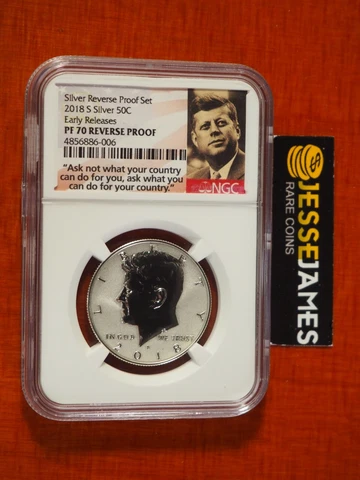 Silver Reverse Proof Set
2018 S Silver 50C
Early Releases
PF 70 REVERSE PROOF
4856886-006
"Ask not what your country
can do for you, ask what you
can do for your country."
NGC
LIBERTY
IN GOD WE TRUST
S
2018
JESSE JAMES
RARE COINS